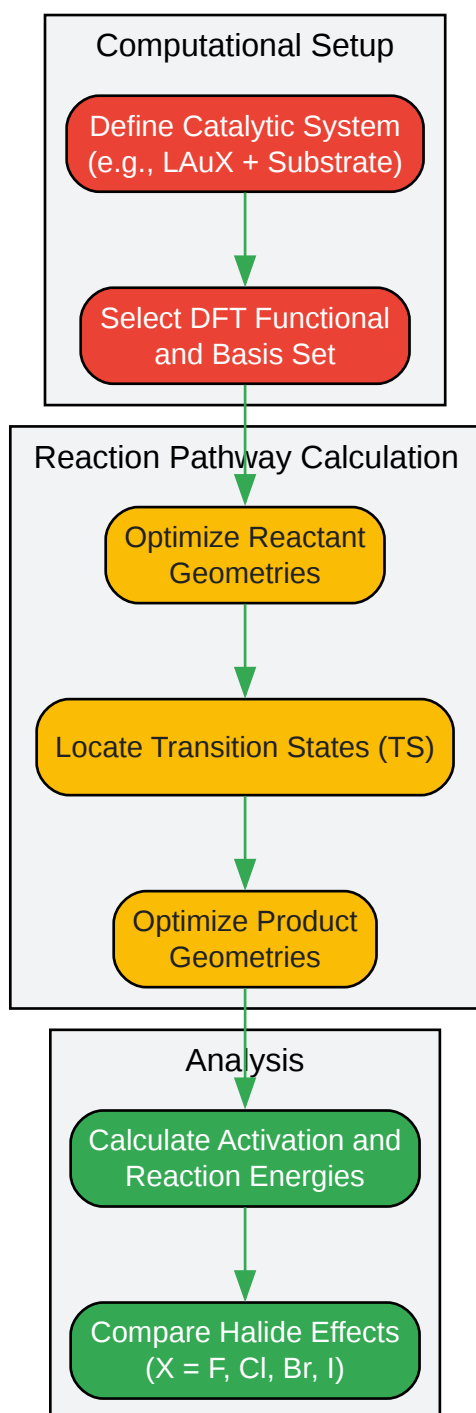 Computational Setup
Define Catalytic System
(e.g., LAuX + Substrate)
Select DFT Functional
and Basis Set
Reaction Pathway Calculation
Optimize Reactant
Geometries
Locate Transition States (TS)
Optimize Product
Geometries
Analysis
Calculate Activation and
Reaction Energies
Compare Halide Effects
(X = F, Cl, Br, I)